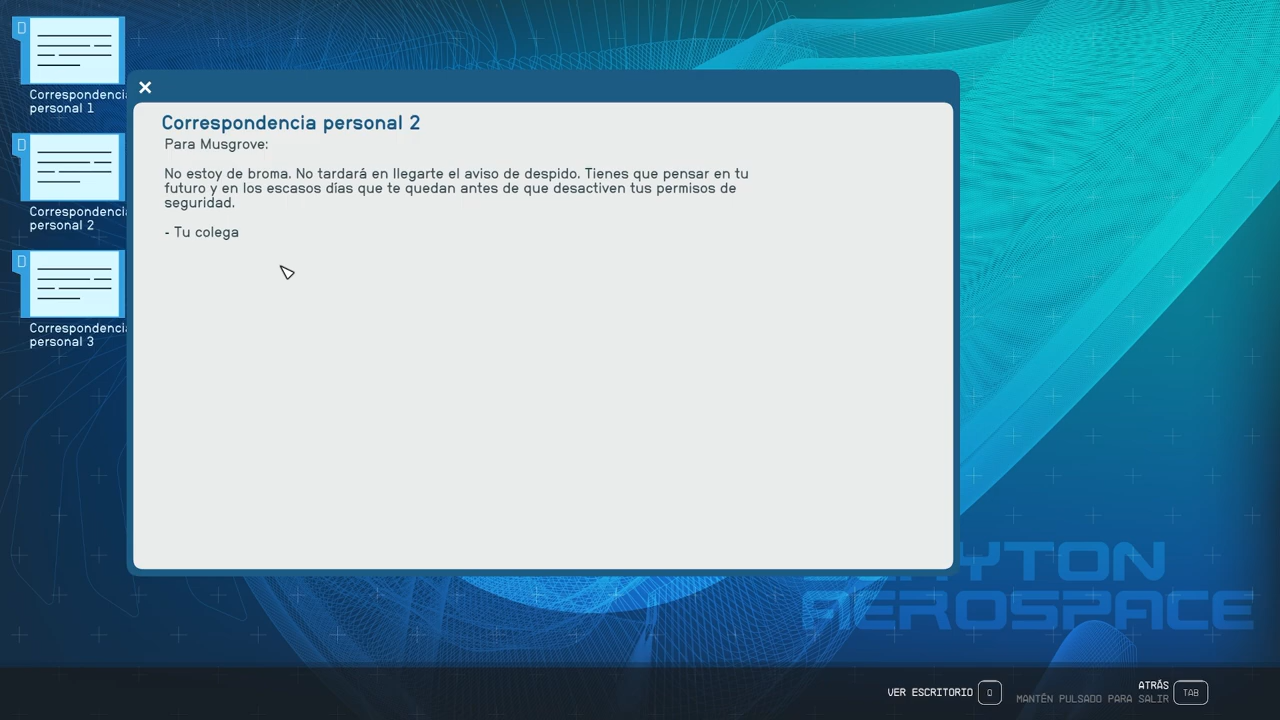 Correspondencia
personal 1
Correspondencia
personal 2
Correspondencia
personal 3
Correspondencia personal 2
Para Musgrove:
No estoy de broma. No tardará en llegarte el aviso de despido. Tienes que pensar en tu
futuro y en los escasos días que te quedan antes de que desactiven tus permisos de
seguridad.
- Tu colega
AEROSPACE
VER ESCRITORIO Q
ATRÁS
MANTÉN PULSADO PARA SALIR TAB